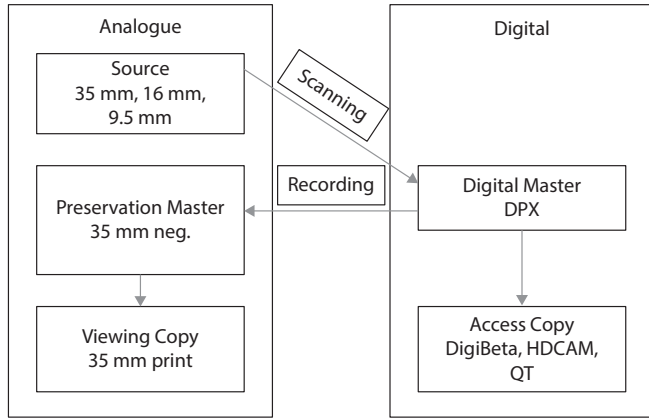 Analogue
Source
35 mm, 16 mm,
9.5 mm
Preservation Master
35 mm neg.
Viewing Copy
35 mm print
Scanning
Recording
Digital
Digital Master
DPX
Access Copy
DigiBeta, HDCAM,
QT